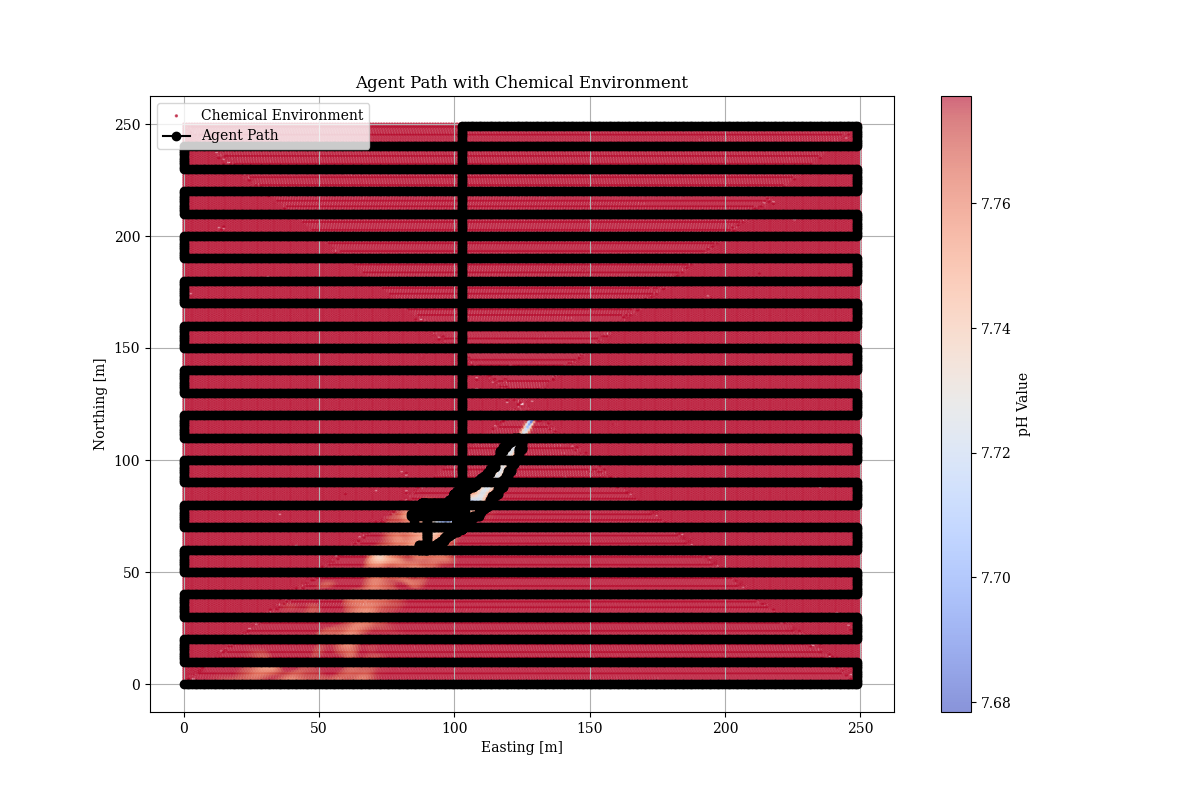 Agent Path with Chemical Environment
Chemical Environment
Agent Path
250
200
150
100
50
0
Northing [m]
0 50 100 150 200 250
Easting [m]
7.76
7.74
7.72
7.70
7.68
pH Value